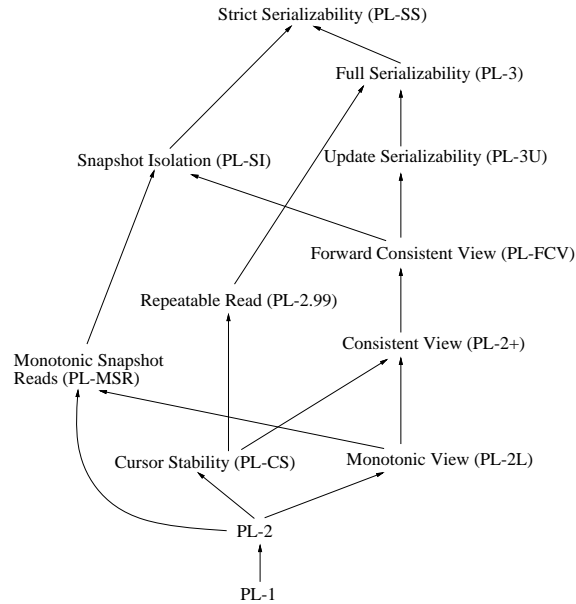 Strict Serializability (PL-SS)
Full Serializability (PL-3)
Snapshot Isolation (PL-SI)
Update Serializability (PL-3U)
Forward Consistent View (PL-FCV)
Repeatable Read (PL-2.99)
Consistent View (PL-2+)
Monotonic Snapshot
Reads (PL-MSR)
Cursor Stability (PL-CS)
Monotonic View (PL-2L)
PL-2
PL-1